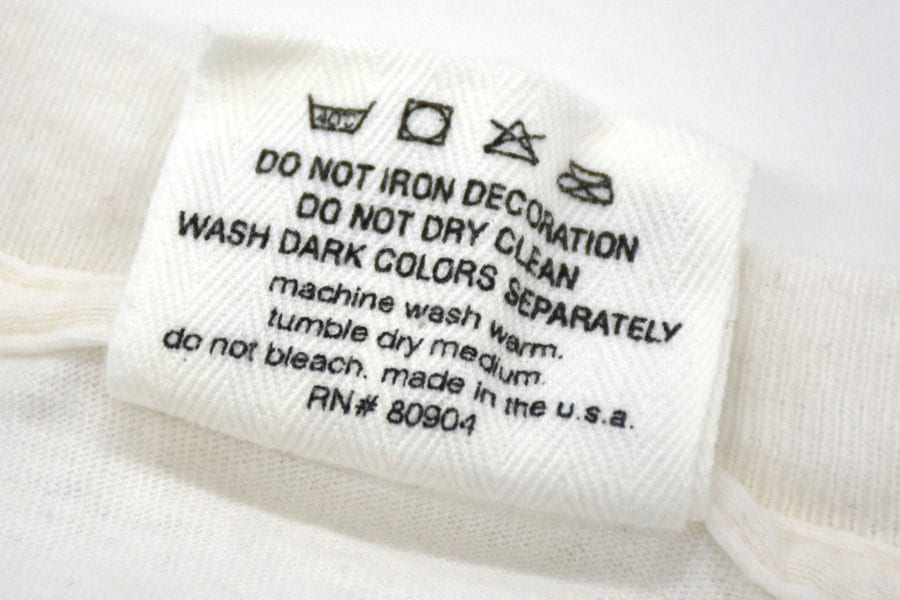 40°C
DO NOT IRON DECORATION
DO NOT DRY CLEAN
WASH DARK COLORS SEPARATELY
machine wash warm.
tumble dry medium.
do not bleach. made in the u.s.a.
RN# 80904